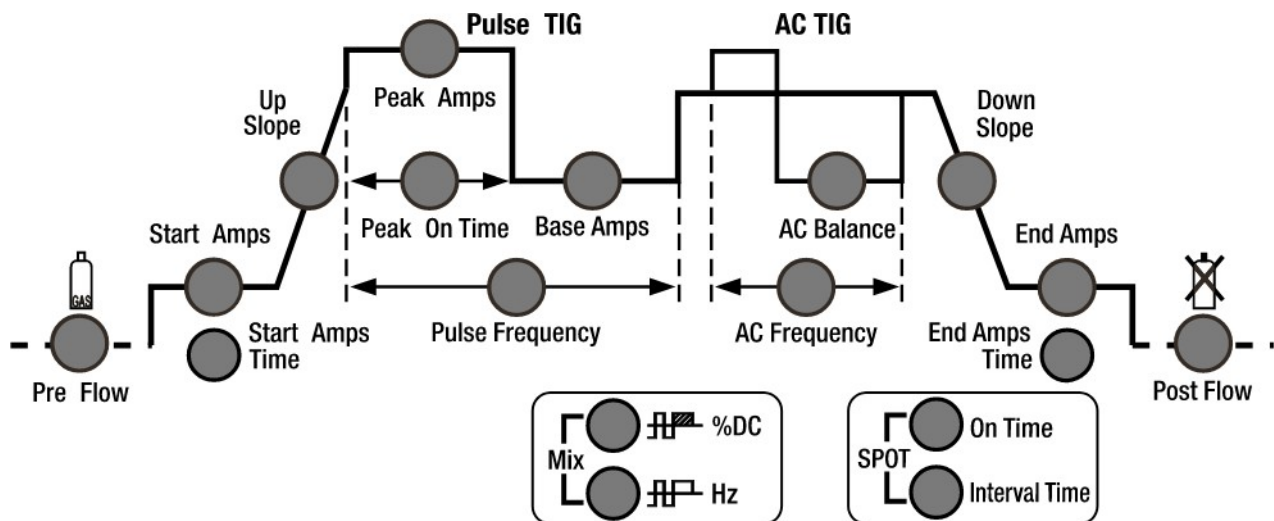 Pulse TIG
AC TIG
Peak Amps
Up
Slope
Down
Slope
Peak On Time
Base Amps
AC Balance
Start Amps
End Amps
GAS
Pulse Frequency
AC Frequency
Start Amps
Time
End Amps
Time
Pre Flow
Post Flow
Mix
%DC
Hz
SPOT
On Time
Interval Time